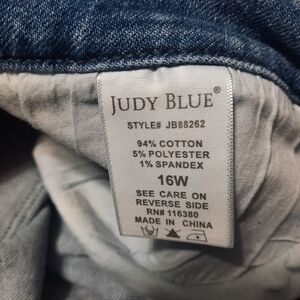 JUDY BLUE®
STYLE# JB88262
94% COTTON
5% POLYESTER
1% SPANDEX
16W
SEE CARE ON
REVERSE SIDE
RN# 116380
MADE IN CHINA